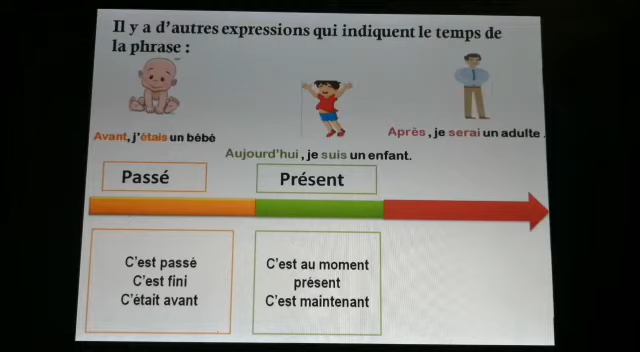 Il y a d'autres expressions qui indiquent le temps de
la phrase :
Avant, j'étais un bébé
Aujourd'hui , je suis un enfant.
Après , je serai un adulte .
Passé
Présent
C'est passé
C'est fini
C'était avant
C'est au moment
présent
C'est maintenant